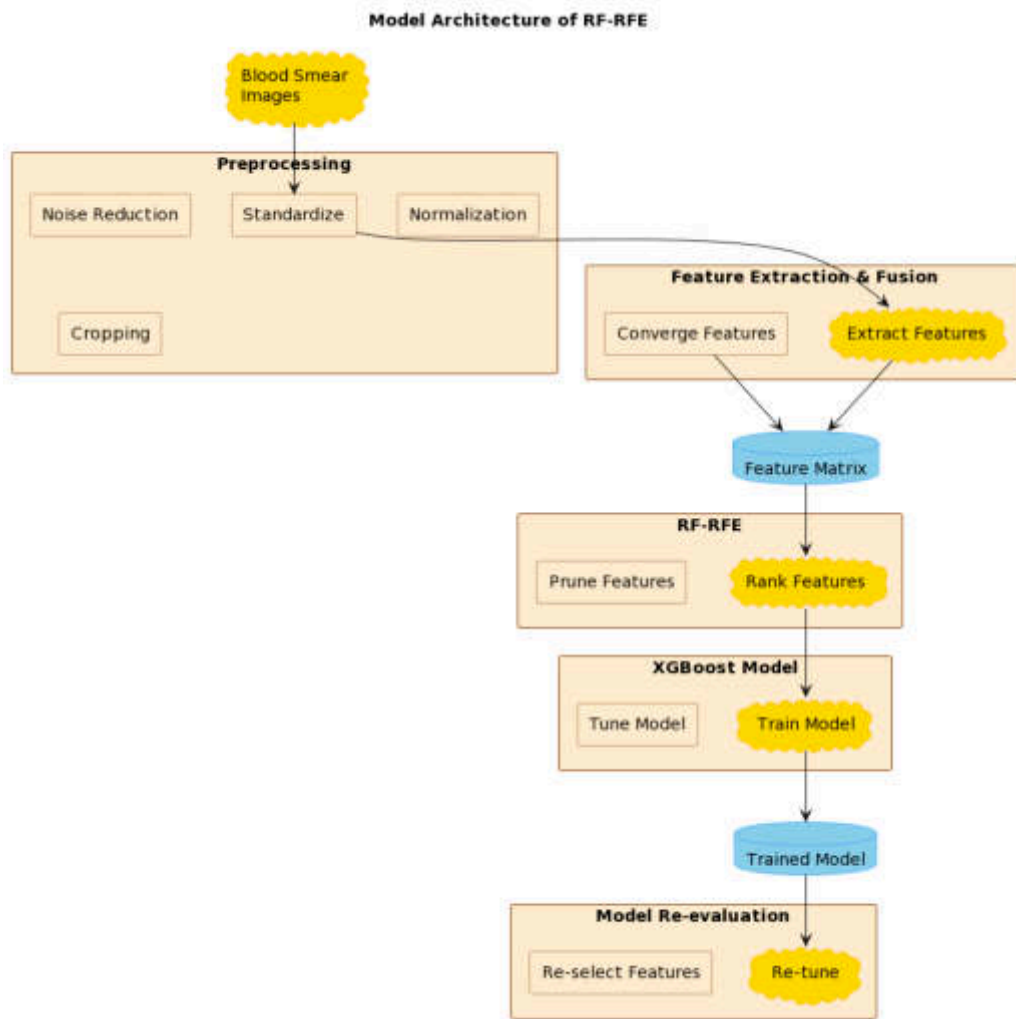 Model Architecture of RF-RFE
Blood Smear
Images
Preprocessing
Noise Reduction
Standardize
Normalization
Cropping
Feature Extraction & Fusion
Converge Features
Extract Features
Feature Matrix
RF-RFE
Prune Features
Rank Features
XGBoost Model
Tune Model
Train Model
Trained Model
Model Re-evaluation
Re-select Features
Re-tune